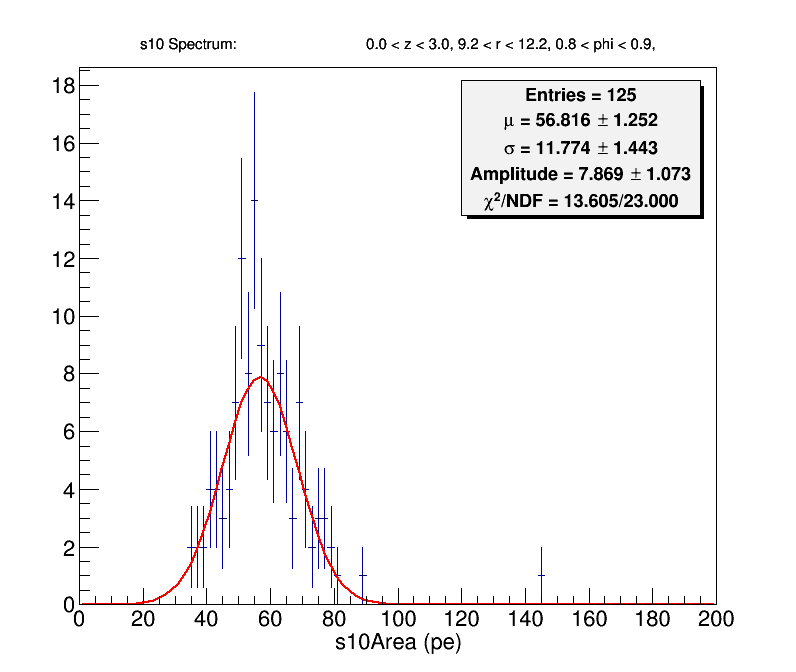 s10 Spectrum: 0.0 < z < 3.0, 9.2 < r < 12.2, 0.8 < phi < 0.9,
Entries = 125
μ = 56.816 ± 1.252
σ = 11.774 ± 1.443
Amplitude = 7.869 ± 1.073
χ²/NDF = 13.605/23.000
18
16
14
12
10
8
6
4
2
0
0 20 40 60 80 100 120 140 160 180 200
s10Area (pe)